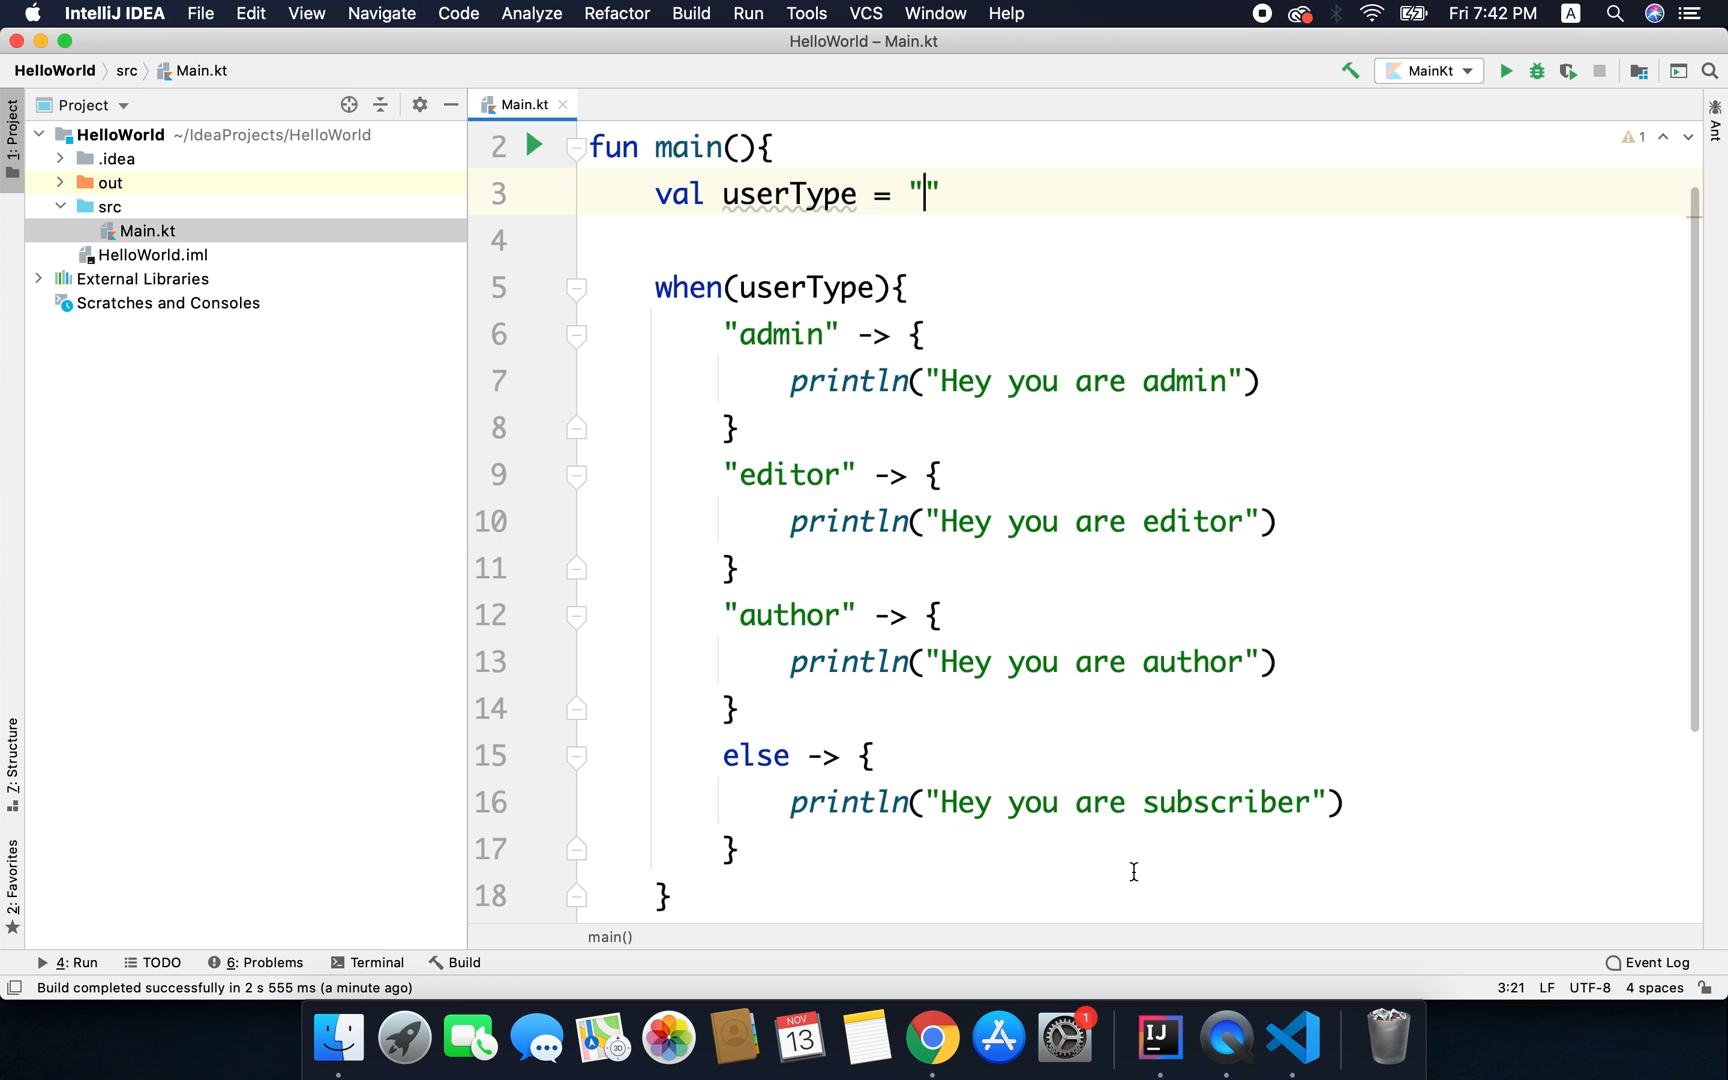 IntelliJ IDEA File Edit View Navigate Code Analyze Refactor Build Run Tools VCS Window Help Fri 7:42 PM A
HelloWorld – Main.kt
HelloWorld src Main.kt MainKt
Project Main.kt
1: Project
Ant
HelloWorld ~/IdeaProjects/HelloWorld
.idea
out
src
Main.kt
HelloWorld.iml
External Libraries
Scratches and Consoles
1
2 fun main(){
3 val userType = ""
4
5 when(userType){
6 "admin" -> {
7 println("Hey you are admin")
8 }
9 "editor" -> {
10 println("Hey you are editor")
11 }
12 "author" -> {
13 println("Hey you are author")
14 }
15 else -> {
16 println("Hey you are subscriber")
17 }
18 }
main()
Z: Structure
2: Favorites
4: Run TODO 6: Problems Terminal Build Event Log
Build completed successfully in 2 s 555 ms (a minute ago) 3:21 LF UTF-8 4 spaces
NOV
13
3D
1
IJ